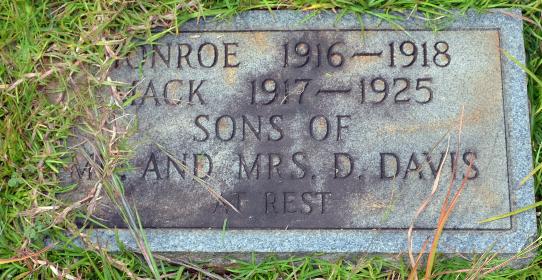 MONROE 1916—1918
JACK 1917—1925
SONS OF
MR. AND MRS. D. DAVIS
AT REST